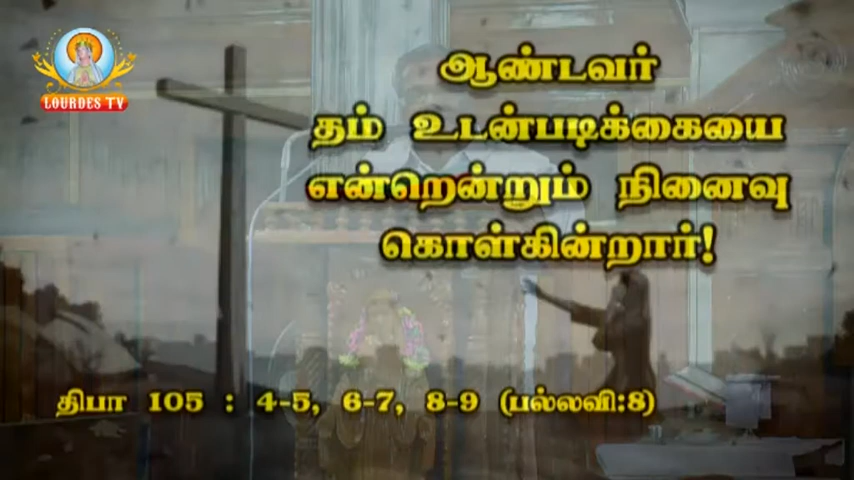 LOURDES TV
ஆண்டவர்
தம் உடன்படிக்கையை
என்றென்றும் நினைவு
கொள்கின்றார்!
திபா 105 : 4-5, 6-7, 8-9 (பல்லவி:8)